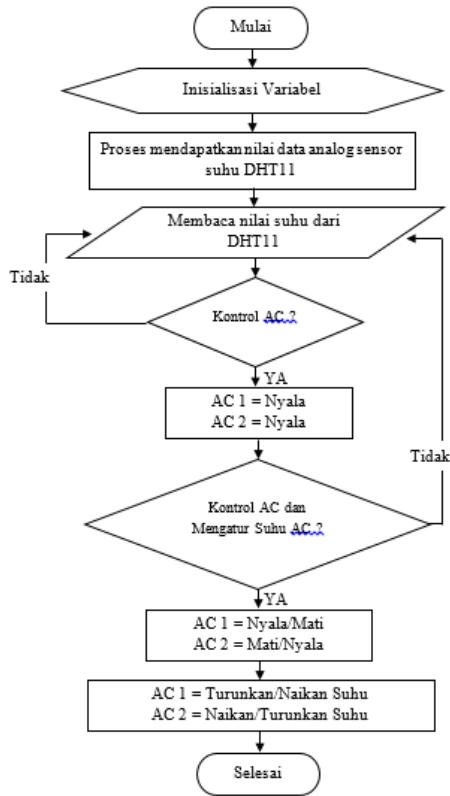 Mulai
Inisialisasi Variabel
Proses mendapatkan nilai data analog sensor
suhu DHT11
Membaca nilai suhu dari
DHT11
Tidak
Kontrol AC ?
YA
AC 1 = Nyala
AC 2 = Nyala
Tidak
Kontrol AC dan
Mengatur Suhu AC ?
YA
AC 1 = Nyala/Mati
AC 2 = Mati/Nyala
AC 1 = Turunkan/Naikan Suhu
AC 2 = Naikan/Turunkan Suhu
Selesai